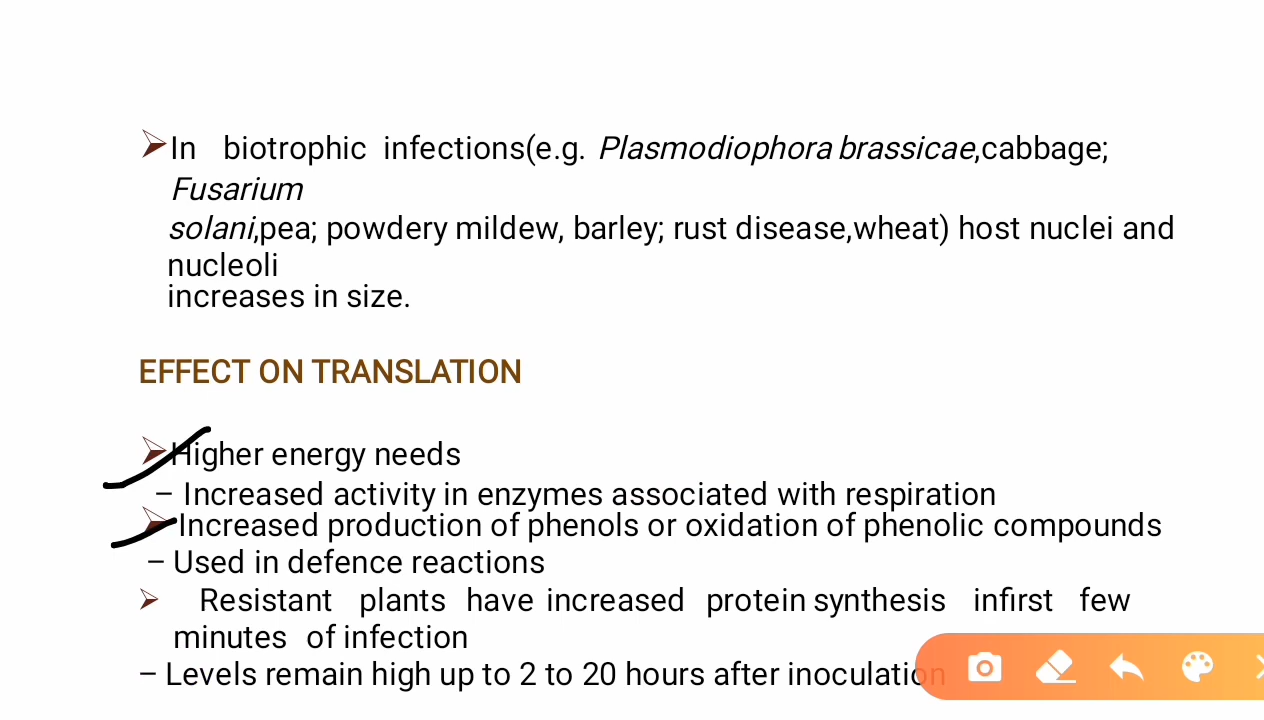 ➢In biotrophic infections(e.g. Plasmodiophora brassicae,cabbage;
Fusarium
solani,pea; powdery mildew, barley; rust disease,wheat) host nuclei and
nucleoli
increases in size.
EFFECT ON TRANSLATION
➢Higher energy needs
– Increased activity in enzymes associated with respiration
➢Increased production of phenols or oxidation of phenolic compounds
– Used in defence reactions
➢ Resistant plants have increased protein synthesis infirst few
minutes of infection
– Levels remain high up to 2 to 20 hours after inoculation